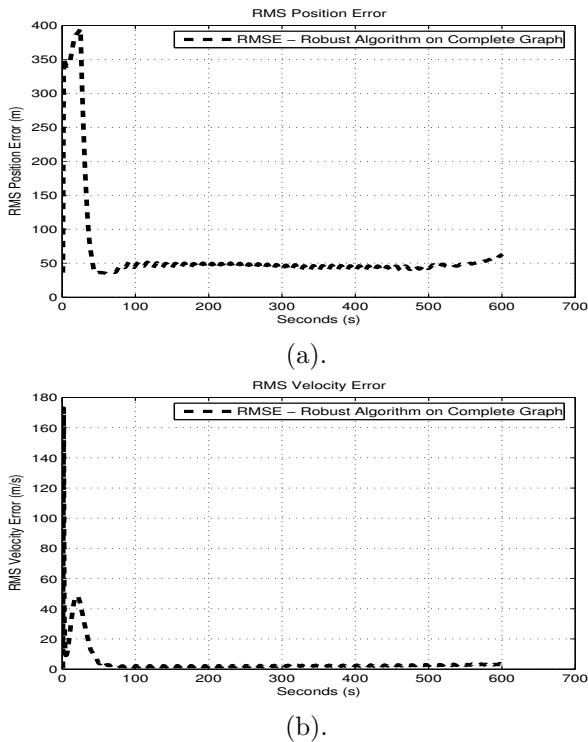 RMS Position Error
400
350
300
250
200
150
100
50
0
RMS Position Error (m)
RMSE − Robust Algorithm on Complete Graph
0 100 200 300 400 500 600 700
Seconds (s)
(a).
RMS Velocity Error
180
160
140
120
100
80
60
40
20
0
RMS Velocity Error (m/s)
RMSE − Robust Algorithm on Complete Graph
0 100 200 300 400 500 600 700
Seconds (s)
(b).